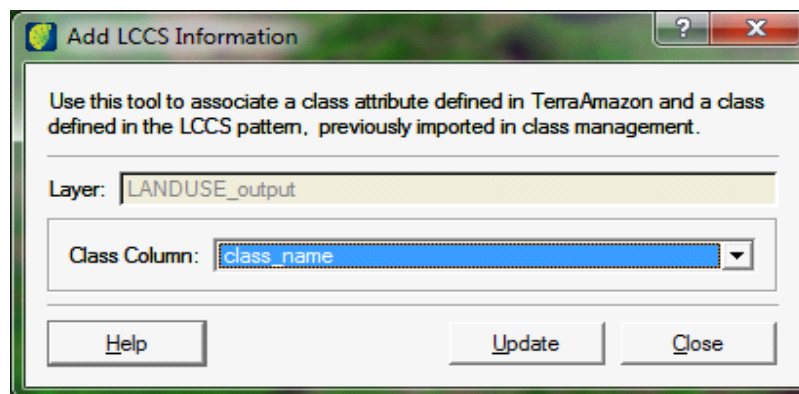 Add LCCS Information
?
X
Use this tool to associate a class attribute defined in TerraAmazon and a class
defined in the LCCS pattern, previously imported in class management.
Layer: LANDUSE_output
Class Column: class_name
Help Update Close